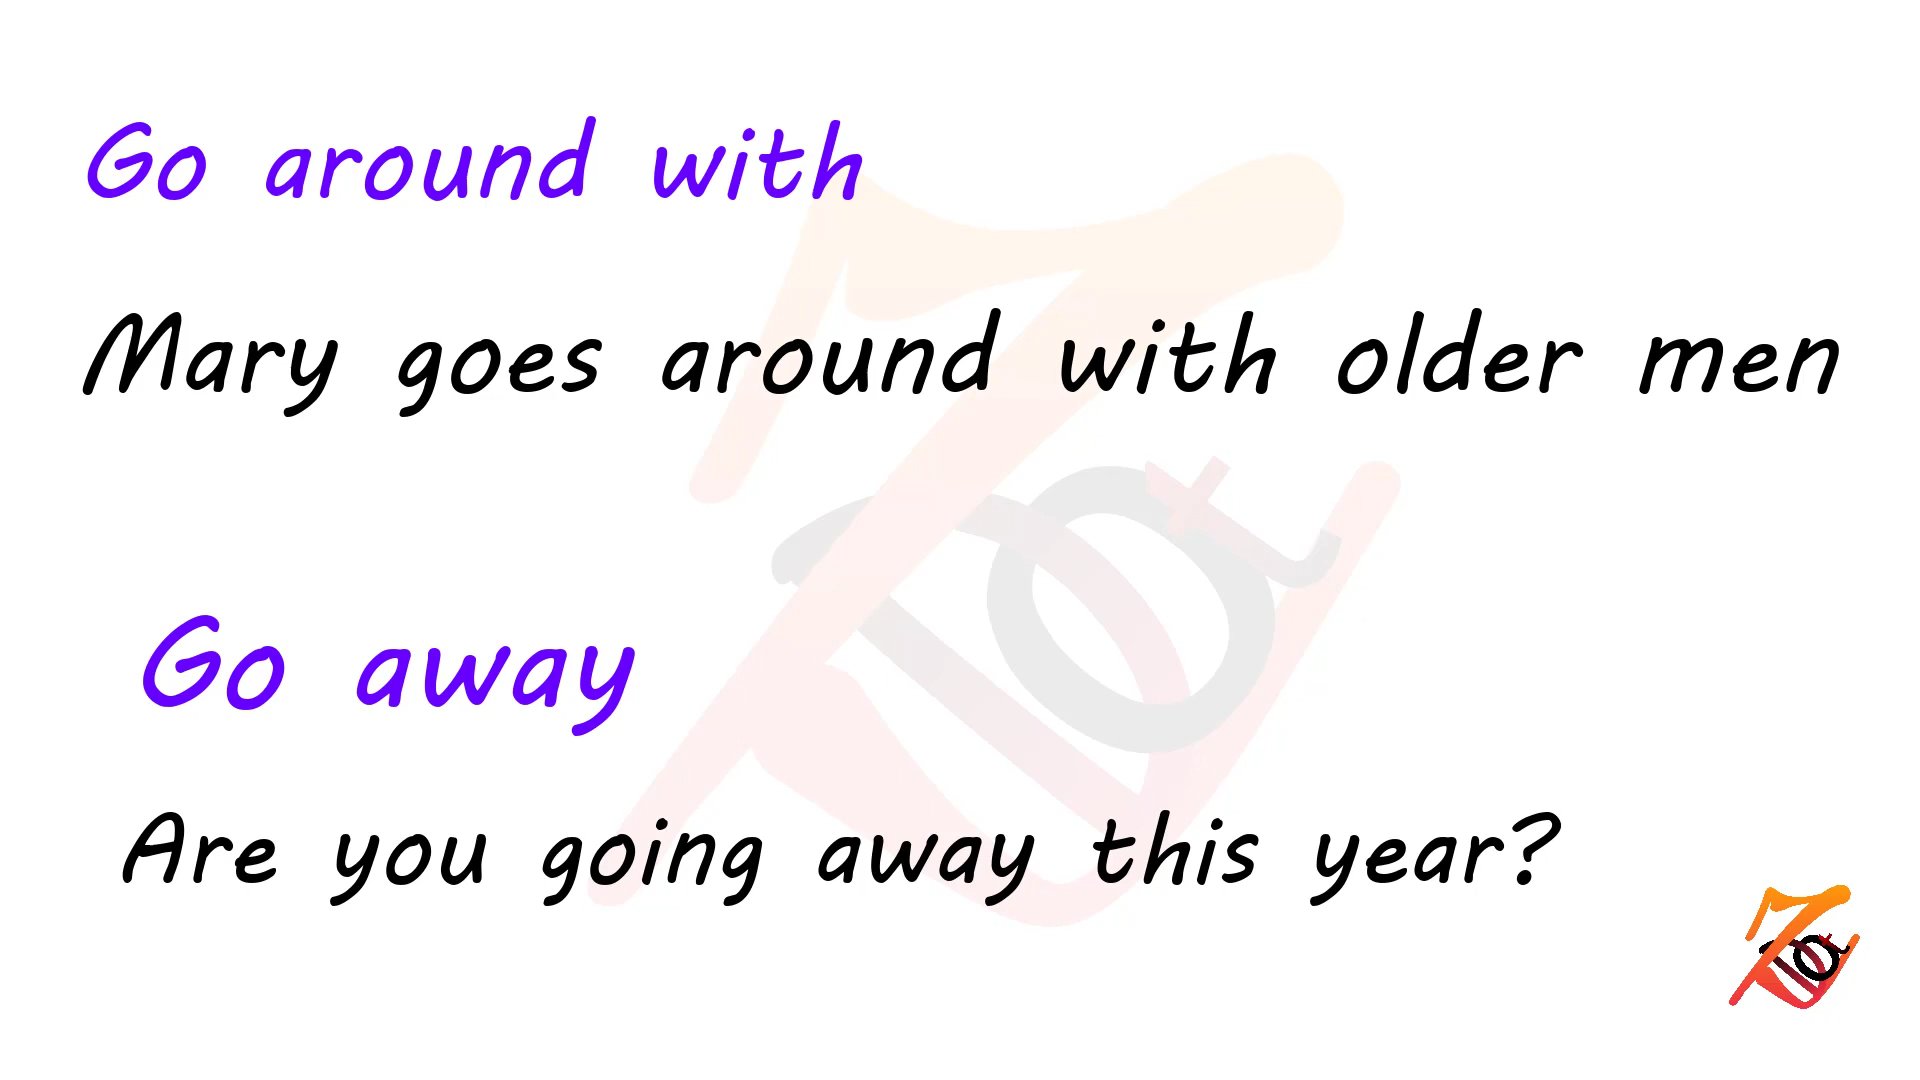 Go around with
Mary goes around with older men
Go away
Are you going away this year?